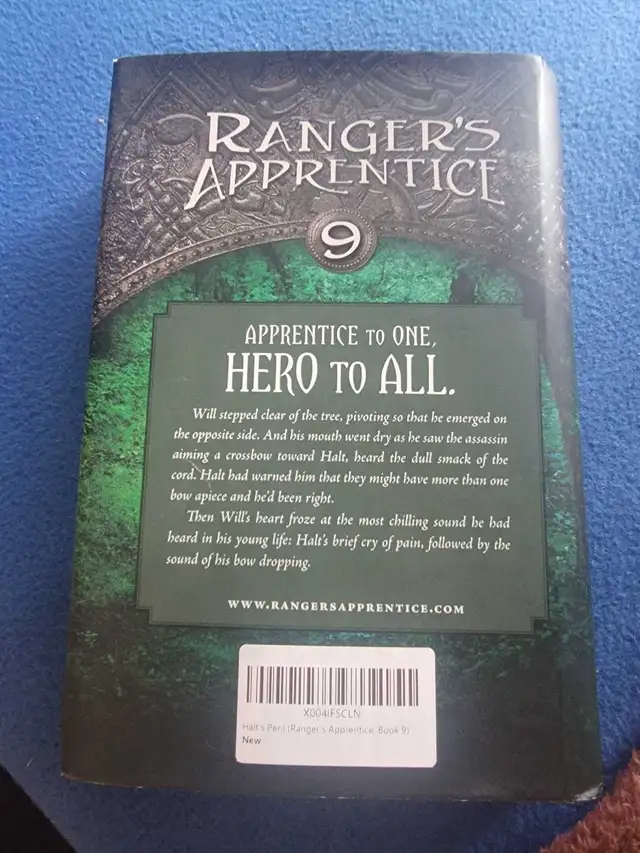 RANGER'S
APPRENTICE
9
APPRENTICE TO ONE,
HERO TO ALL.
Will stepped clear of the tree, pivoting so that he emerged on
the opposite side. And his mouth went dry as he saw the assassin
aiming a crossbow toward Halt, heard the dull smack of the
cord. Halt had warned him that they might have more than one
bow apiece and he'd been right.
Then Will's heart froze at the most chilling sound he had
heard in his young life: Halt's brief cry of pain, followed by the
sound of his bow dropping.
WWW.RANGERSAPPRENTICE.COM
X004IFSCLN
Halt's Peril (Ranger's Apprentice, Book 9)
New